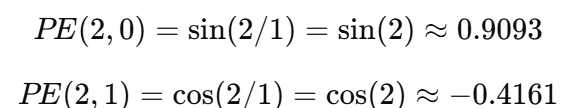 PE(2,0) = sin(2/1) = sin(2) ≈ 0.9093
PE(2,1) = cos(2/1) = cos(2) ≈ −0.4161